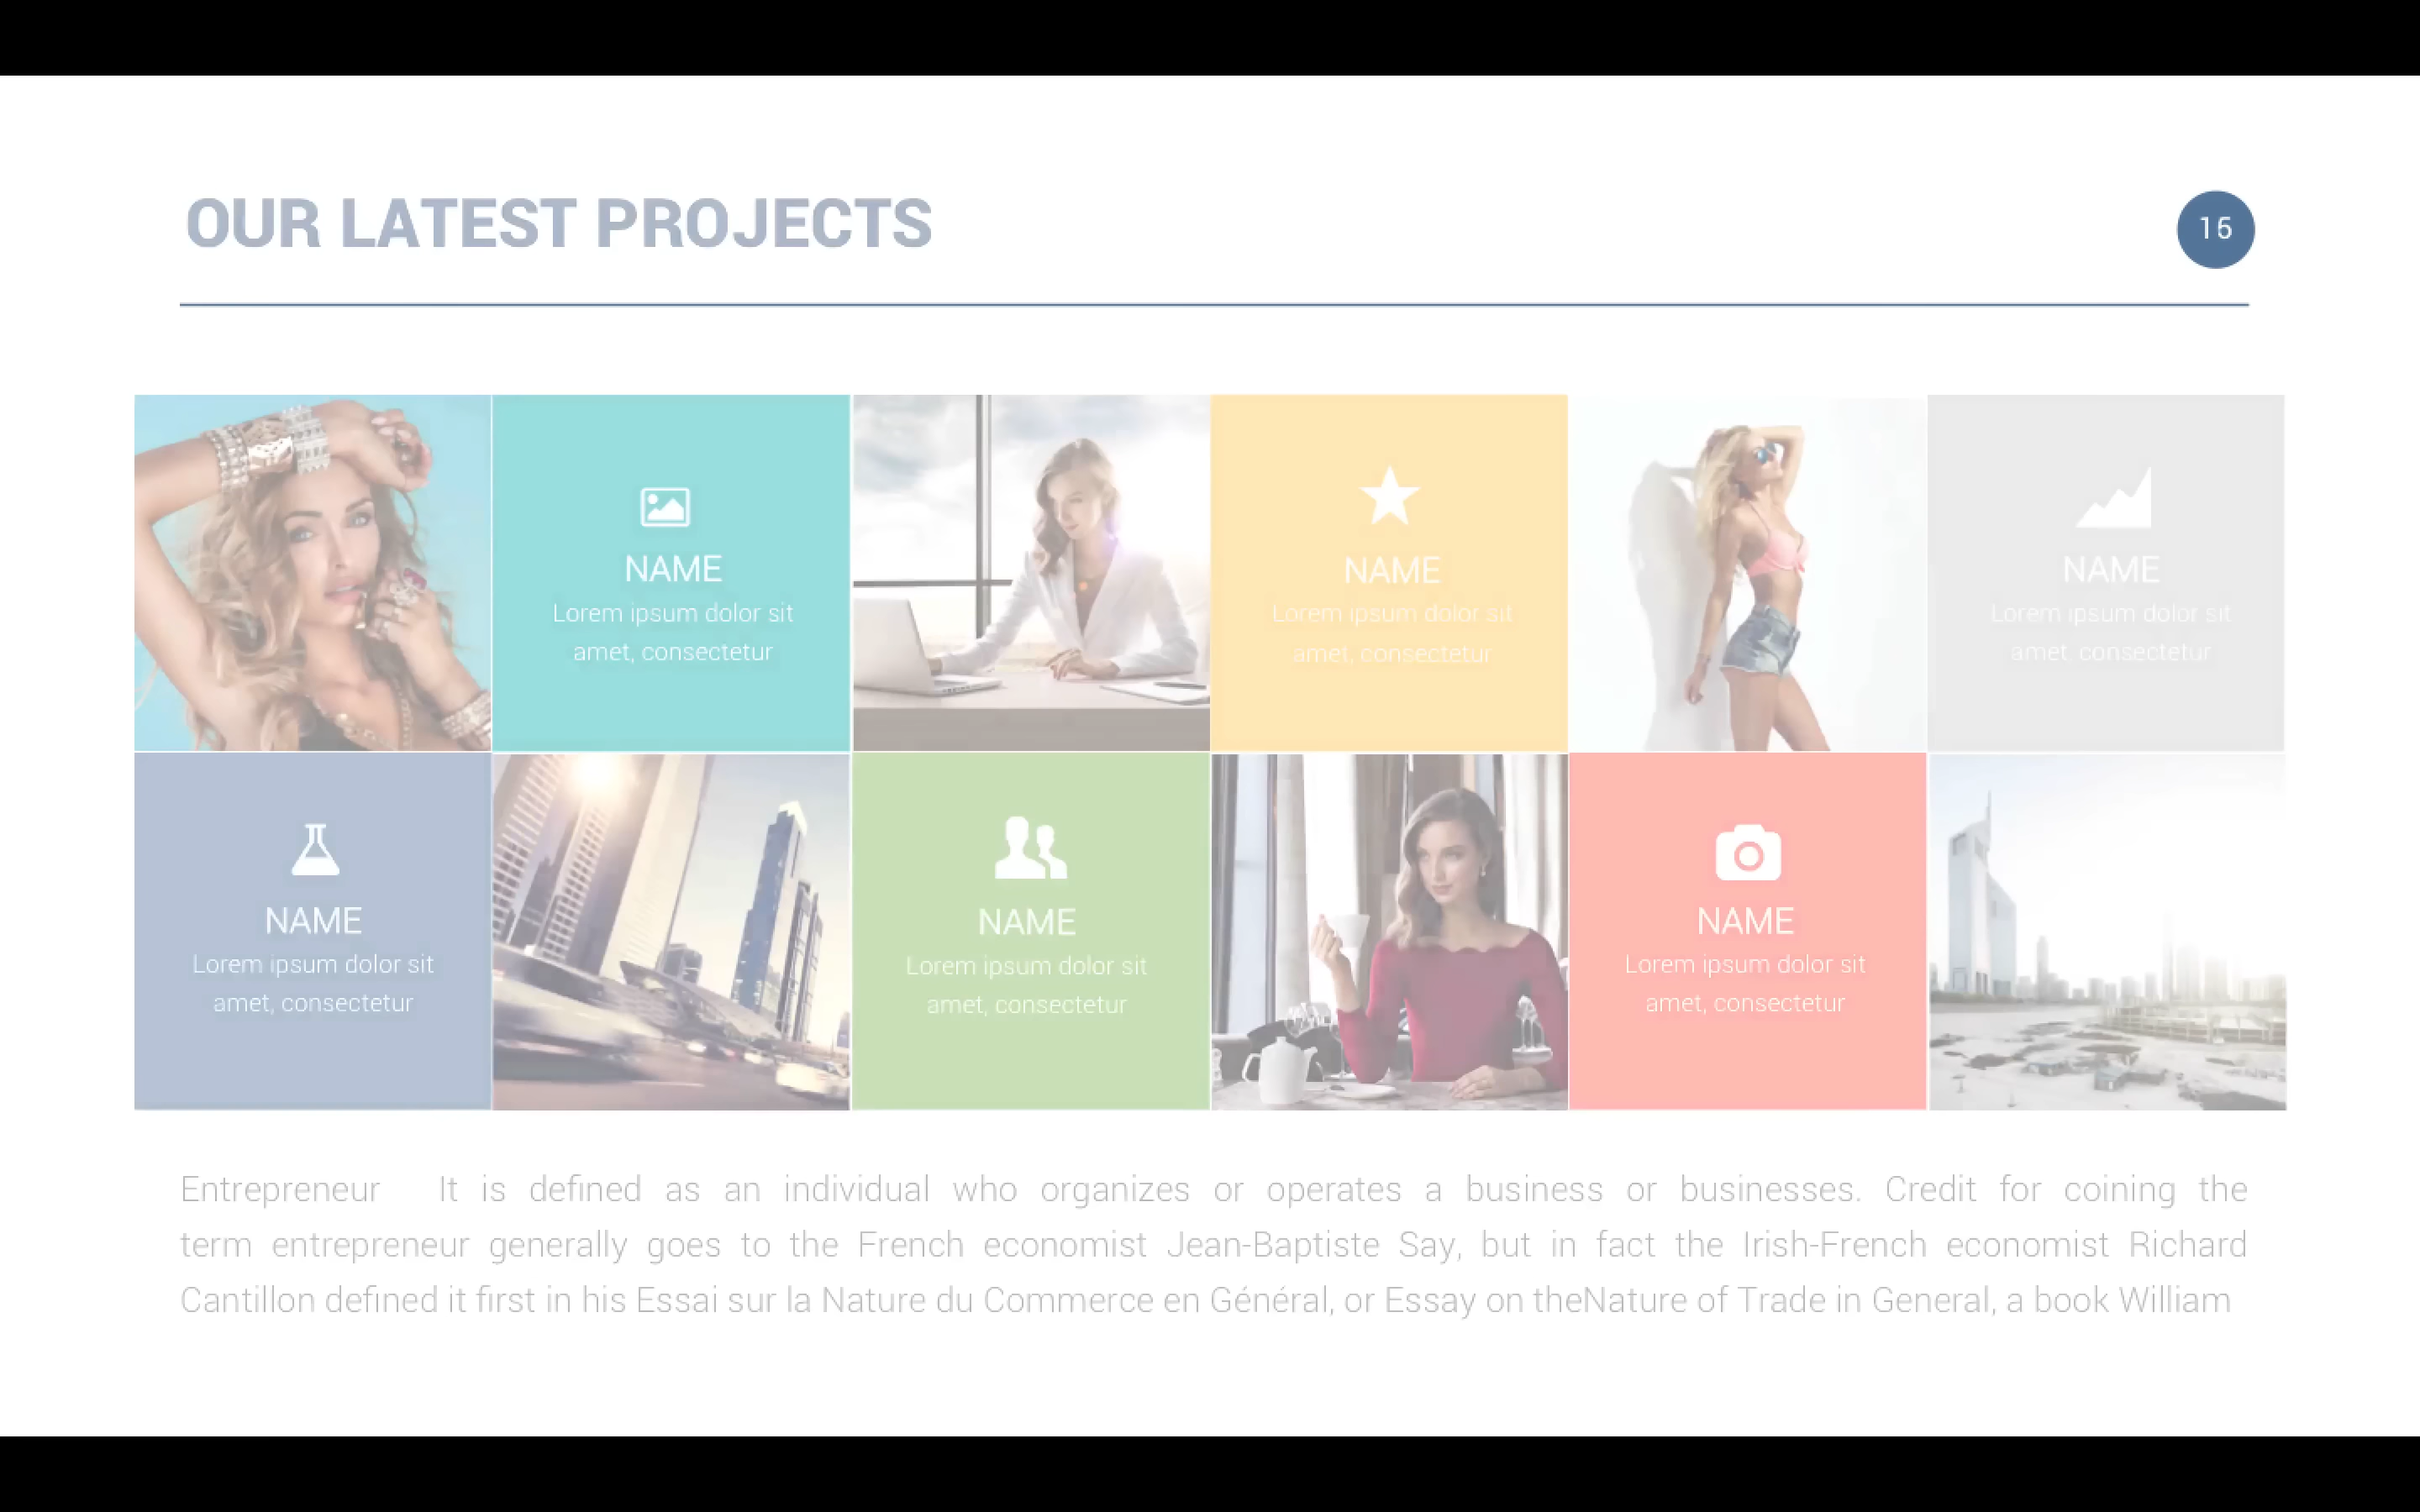 OUR LATEST PROJECTS
16
NAME
Lorem ipsum dolor sit
amet, consectetur
NAME
Lorem ipsum dolor sit
amet, consectetur
NAME
Lorem ipsum dolor sit
amet, consectetur
NAME
Lorem ipsum dolor sit
amet, consectetur
NAME
Lorem ipsum dolor sit
amet, consectetur
NAME
Lorem ipsum dolor sit
amet, consectetur
Entrepreneur It is defined as an individual who organizes or operates a business or businesses. Credit for coining the
term entrepreneur generally goes to the French economist Jean-Baptiste Say, but in fact the Irish-French economist Richard
Cantillon defined it first in his Essai sur la Nature du Commerce en Général, or Essay on theNature of Trade in General, a book William